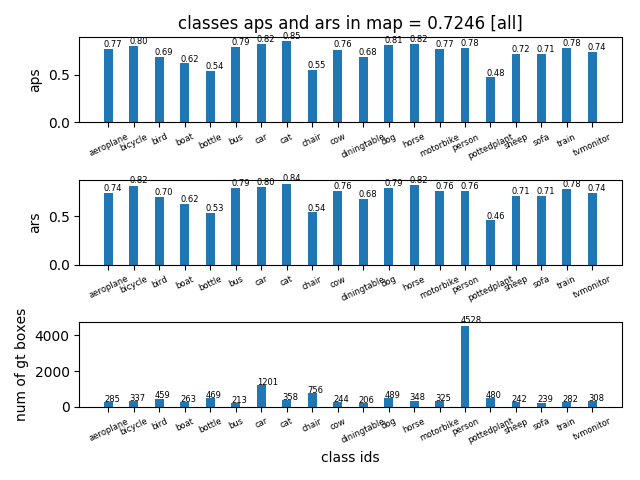 classes aps and ars in map = 0.7246 [all]
0.77 0.80 0.69 0.62 0.54 0.79 0.82 0.85 0.55 0.76 0.68 0.81 0.82 0.77 0.78 0.48 0.72 0.71 0.78 0.74
aps
0.5
0.0
aeroplane bicycle bird boat bottle bus car cat chair cow diningtable dog horse motorbike person pottedplant sheep sofa train tvmonitor
0.74 0.82 0.70 0.62 0.53 0.79 0.80 0.84 0.54 0.76 0.68 0.79 0.82 0.76 0.76 0.46 0.71 0.71 0.78 0.74
ars
0.5
0.0
aeroplane bicycle bird boat bottle bus car cat chair cow diningtable dog horse motorbike person pottedplant sheep sofa train tvmonitor
num of gt boxes
4000
2000
0
285 337 459 263 469 213 1201 358 756 244 206 489 348 325 4528 480 242 239 282 308
aeroplane bicycle bird boat bottle bus car cat chair cow diningtable dog horse motorbike person pottedplant sheep sofa train tvmonitor
class ids